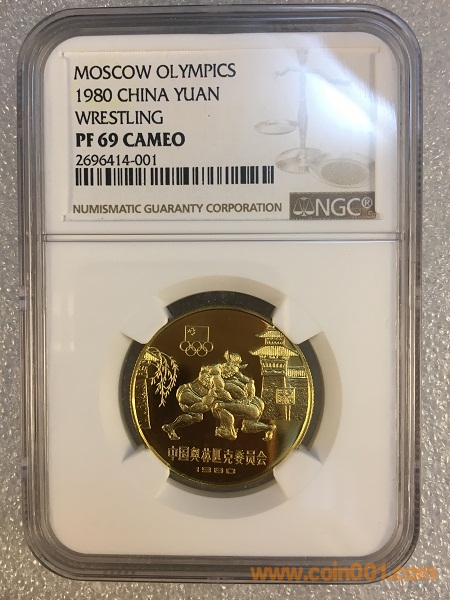 MOSCOW OLYMPICS
1980 CHINA YUAN
WRESTLING
PF 69 CAMEO
2696414-001
NUMISMATIC GUARANTY CORPORATION
NGC®
中国奥林匹克委员会
1980
www.coin001.com